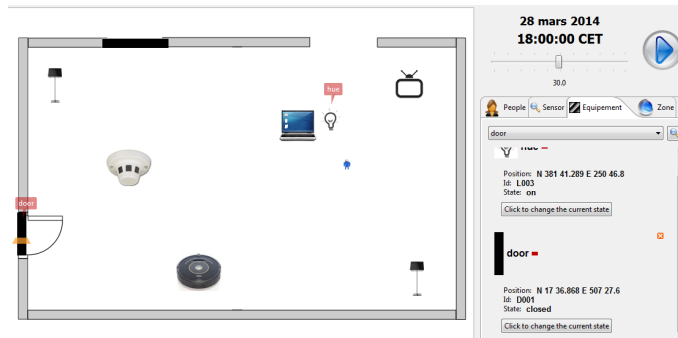 28 mars 2014
18:00:00 CET
30.0
People
Sensor
Equipement
Zone
door
hue
Position: N 381 41.289 E 250 46.8
Id: L003
State: on
Click to change the current state
door
Position: N 17 36.868 E 507 27.6
Id: D001
State: closed
Click to change the current state
hue
door